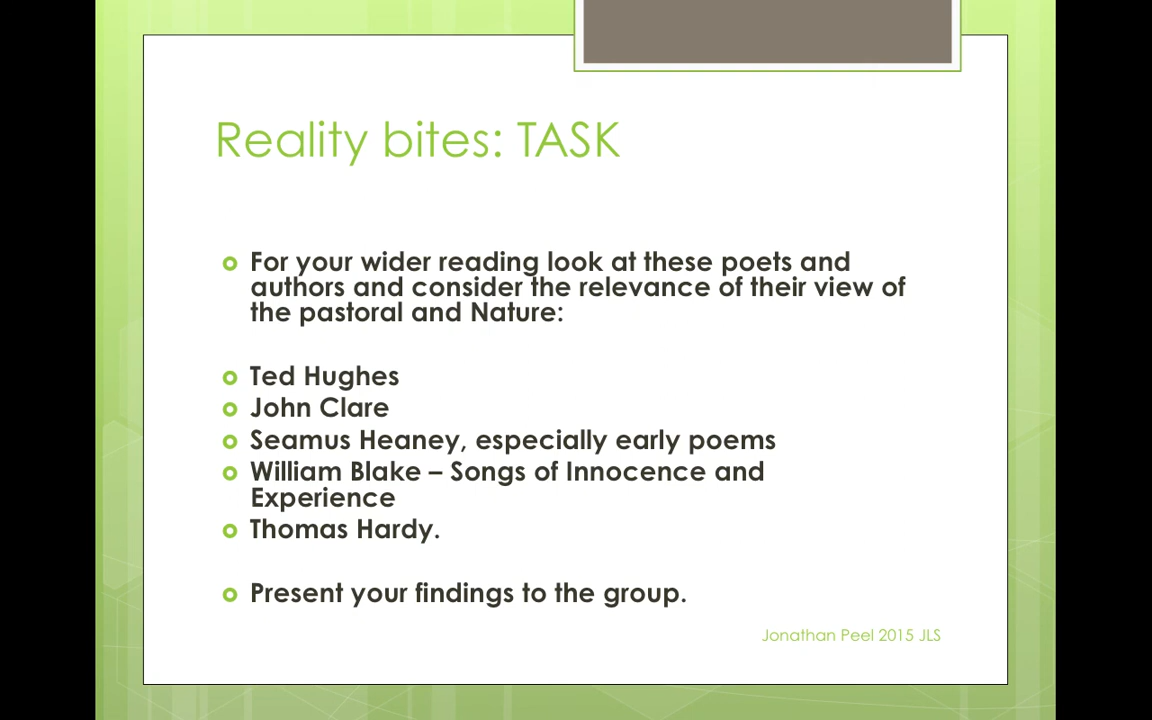 Reality bites: TASK
For your wider reading look at these poets and
authors and consider the relevance of their view of
the pastoral and Nature:
Ted Hughes
John Clare
Seamus Heaney, especially early poems
William Blake – Songs of Innocence and
Experience
Thomas Hardy.
Present your findings to the group.
Jonathan Peel 2015 JLS